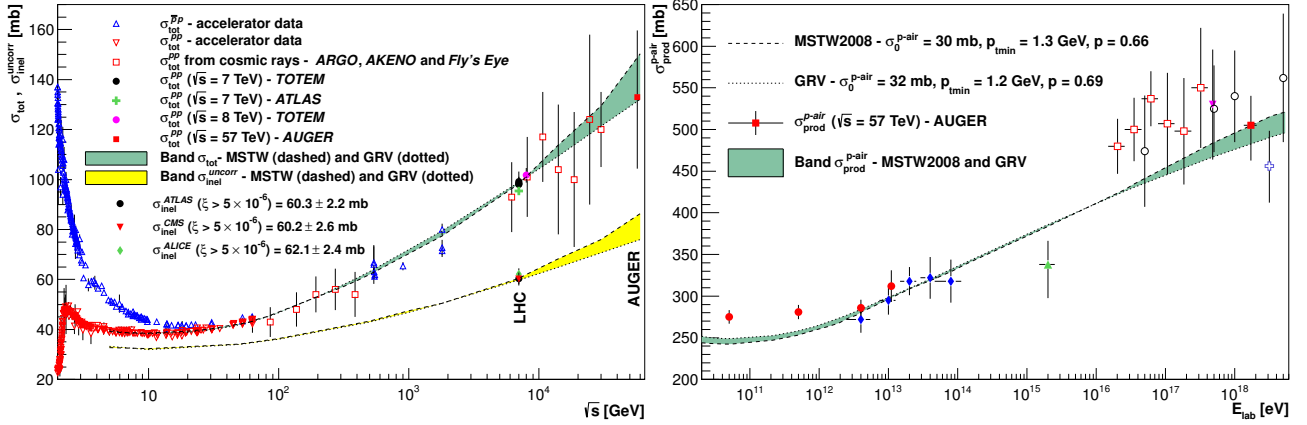 σ_tot, σ_inel^uncorr [mb]
160
140
120
100
80
60
40
20
σ_tot^p̅p - accelerator data
σ_tot^pp - accelerator data
σ_tot^pp from cosmic rays - ARGO, AKENO and Fly's Eye
σ_tot^pp (√s = 7 TeV) - TOTEM
σ_tot^pp (√s = 7 TeV) - ATLAS
σ_tot^pp (√s = 8 TeV) - TOTEM
σ_tot^pp (√s = 57 TeV) - AUGER
Band σ_tot- MSTW (dashed) and GRV (dotted)
Band σ_inel^uncorr - MSTW (dashed) and GRV (dotted)
σ_inel^ATLAS (ξ > 5×10^-6) = 60.3 ± 2.2 mb
σ_inel^CMS (ξ > 5×10^-6) = 60.2 ± 2.6 mb
σ_inel^ALICE (ξ > 5×10^-6) = 62.1 ± 2.4 mb
LHC
AUGER
10 10^2 10^3 10^4
√s [GeV]
σ_prod^p-air [mb]
650
600
550
500
450
400
350
300
250
200
MSTW2008 - σ_0^p-air = 30 mb, p_tmin = 1.3 GeV, p = 0.66
GRV - σ_0^p-air = 32 mb, p_tmin = 1.2 GeV, p = 0.69
σ_prod^p-air (√s = 57 TeV) - AUGER
Band σ_prod^p-air - MSTW2008 and GRV
10^11 10^12 10^13 10^14 10^15 10^16 10^17 10^18
E_lab [eV]